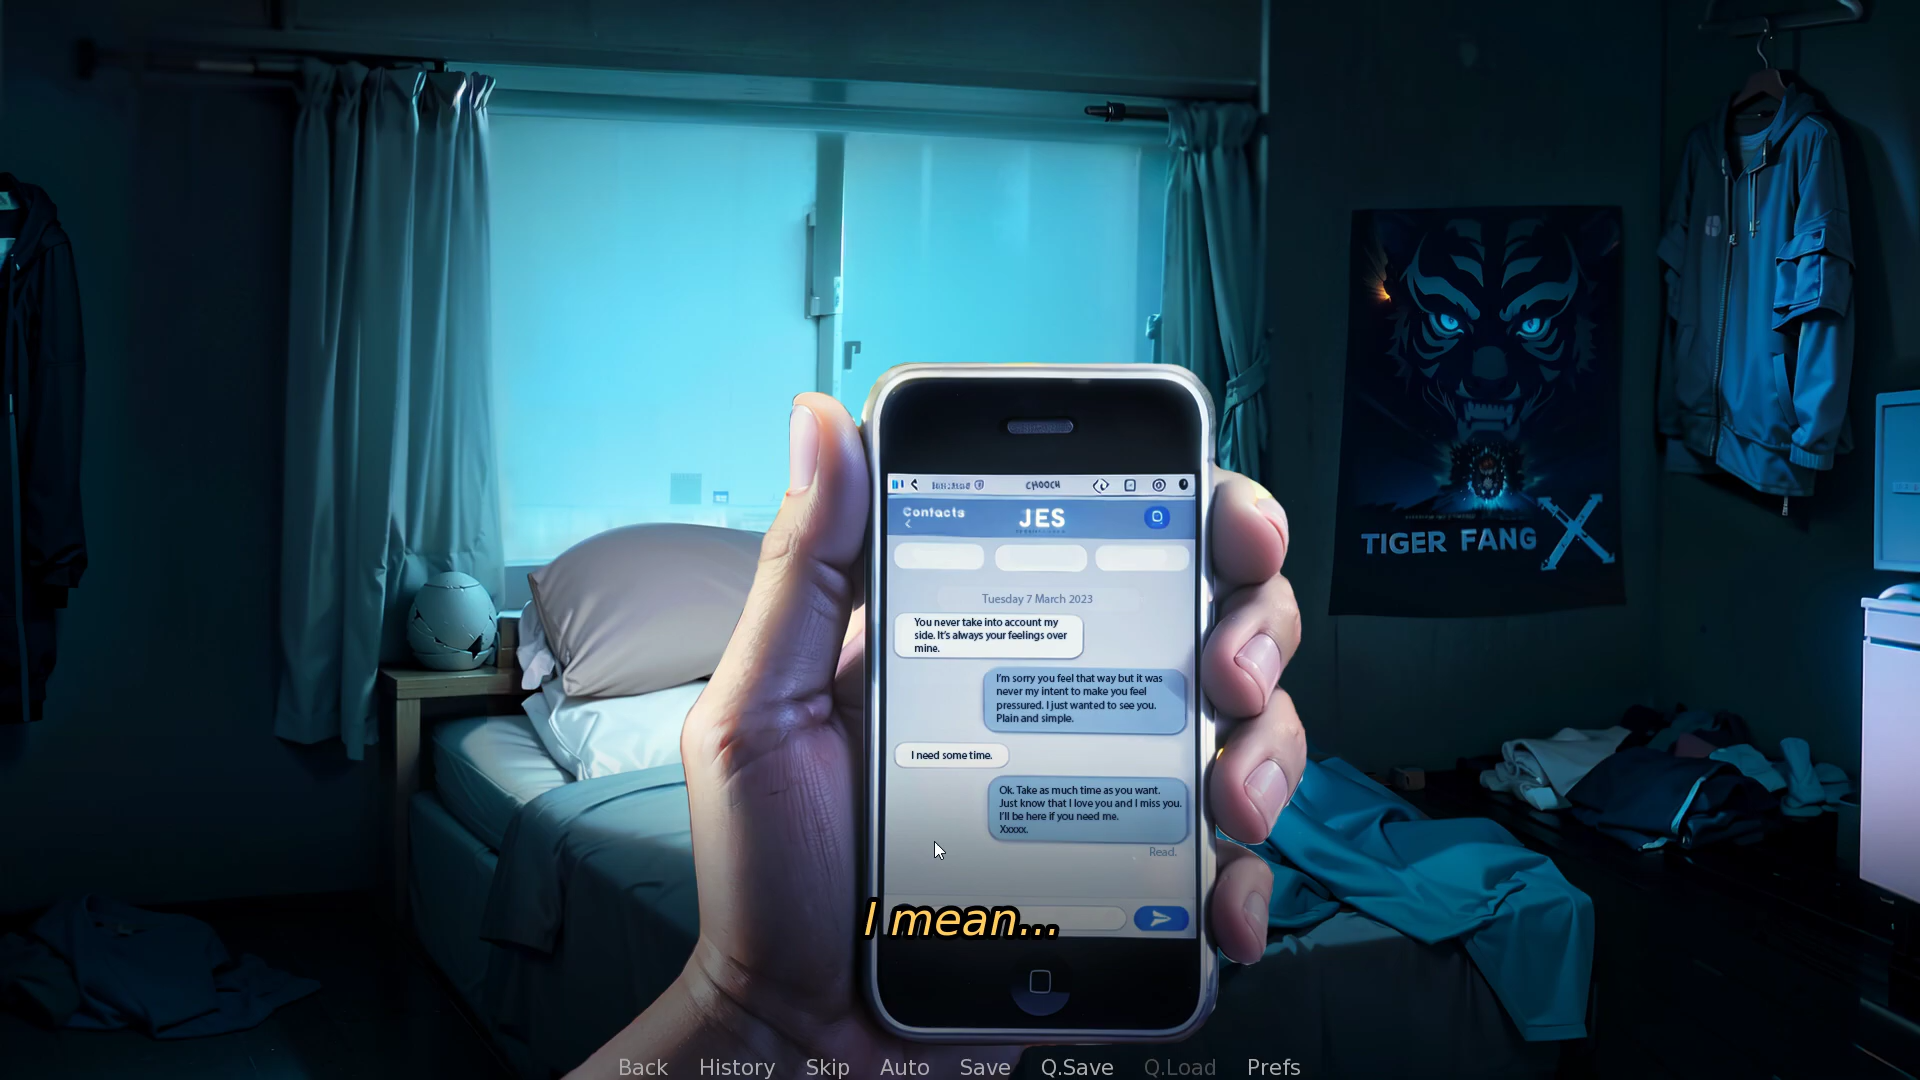 CHOOCH
Contacts
JES
Tuesday 7 March 2023
You never take into account my
side. It's always your feelings over
mine.
I'm sorry you feel that way but it was
never my intent to make you feel
pressured. I just wanted to see you.
Plain and simple.
I need some time.
Ok. Take as much time as you want.
Just know that I love you and I miss you.
I'll be here if you need me.
Xxxxx.
Read.
I mean...
TIGER FANG X
Back History Skip Auto Save Q.Save Q.Load Prefs